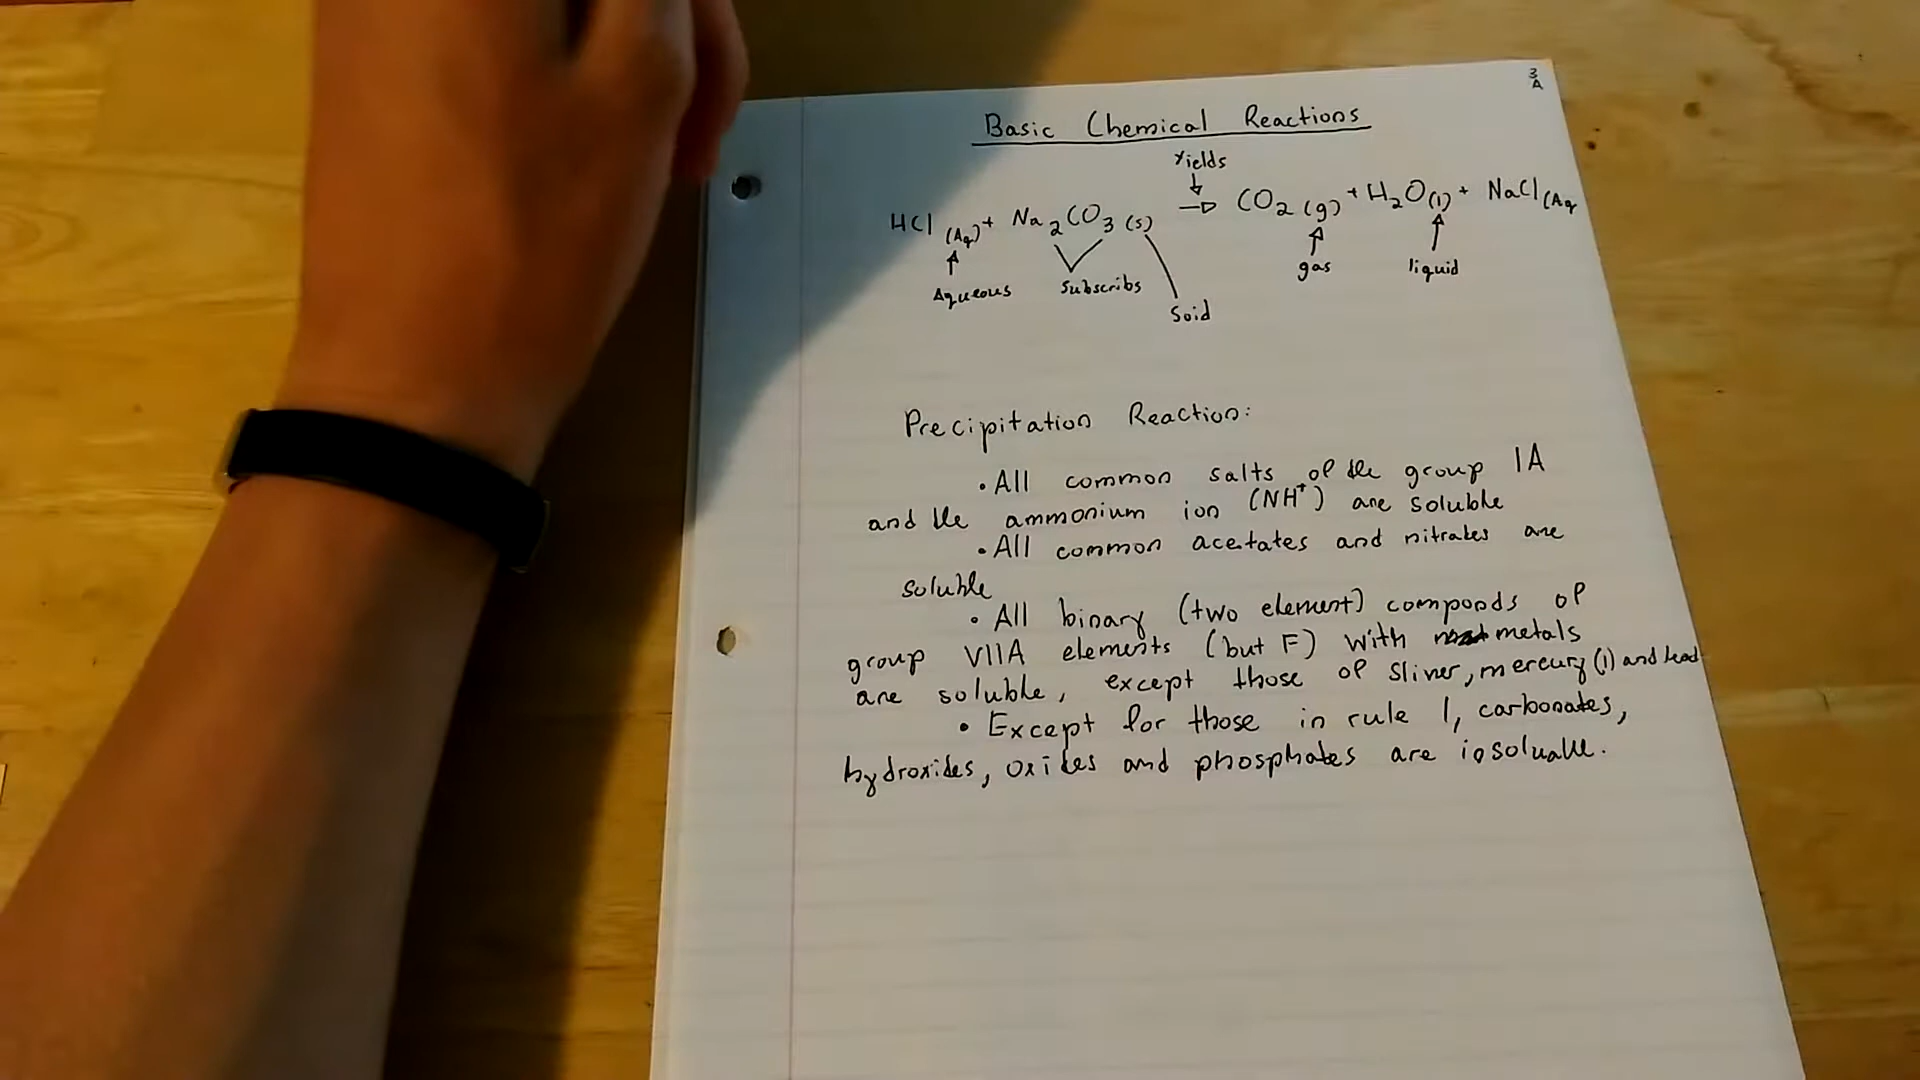 3
A
Basic Chemical Reactions
Yields
HCl (Aq) + Na2CO3 (s) → CO2 (g) + H2O(l) + NaCl(Aq
Aqueous
Subscribs
Soid
gas
liquid
Precipitation Reaction:
• All common salts of the group IA
and the ammonium ion (NH+) are soluble
• All common acetates and nitrates are
soluble
• All binary (two element) componds of
group VIIA elements (but F) with metals
are soluble, except those of Sliver, mercury (1) and lead
• Except for those in rule 1, carbonates,
hydroxides, oxides and phosphates are insoluable.